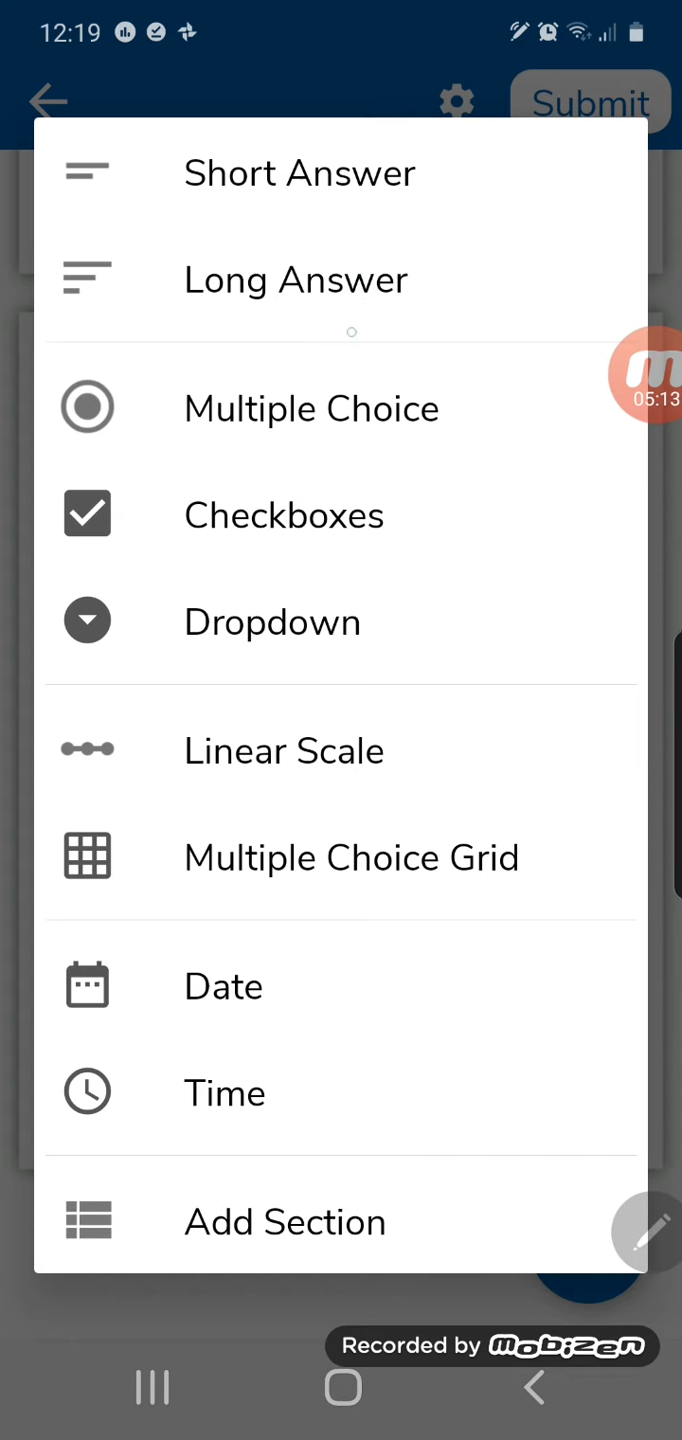 12:19
Submit
Short Answer
Long Answer
Multiple Choice
05:13
Checkboxes
Dropdown
Linear Scale
Multiple Choice Grid
Date
Time
Add Section
Recorded by mobizen